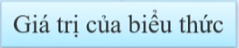 Giá trị của biểu thức